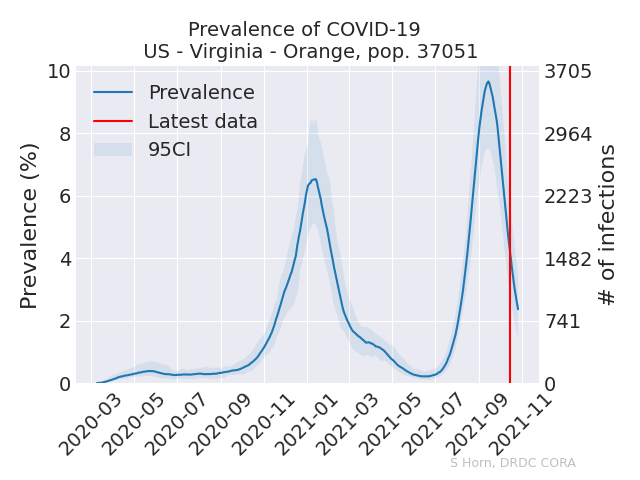 Prevalence of COVID-19
US - Virginia - Orange, pop. 37051
Prevalence
Latest data
95CI
Prevalence (%)
10
8
6
4
2
0
3705
2964
2223
1482
741
0
# of infections
2020-03
2020-05
2020-07
2020-09
2020-11
2021-01
2021-03
2021-05
2021-07
2021-09
2021-11
S Horn, DRDC CORA